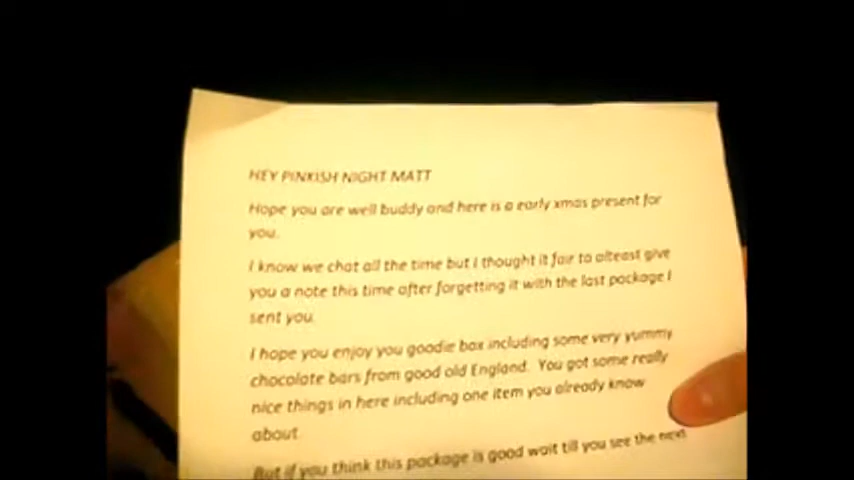 HEY PINKISH NIGHT MATT
Hope you are well buddy and here is a early xmas present for
you.
I know we chat all the time but I thought it fair to alteast give
you a note this time after forgetting it with the last package I
sent you.
I hope you enjoy you goodie box including some very yummy
chocolate bars from good old England. You got some really
nice things in here including one item you already know
about
But if you think this package is good wait till you see the next